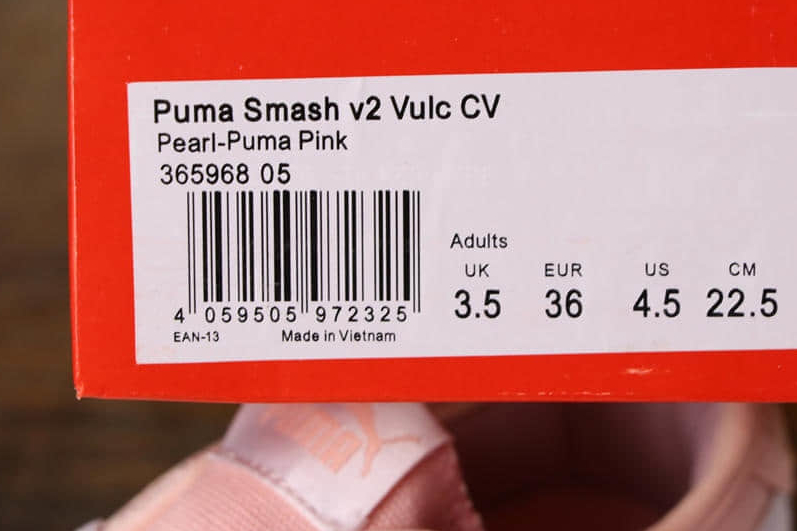 Puma Smash v2 Vulc CV
Pearl-Puma Pink
365968 05
4 059505 972325
EAN-13 Made in Vietnam
Adults
UK EUR US CM
3.5 36 4.5 22.5
PUMA